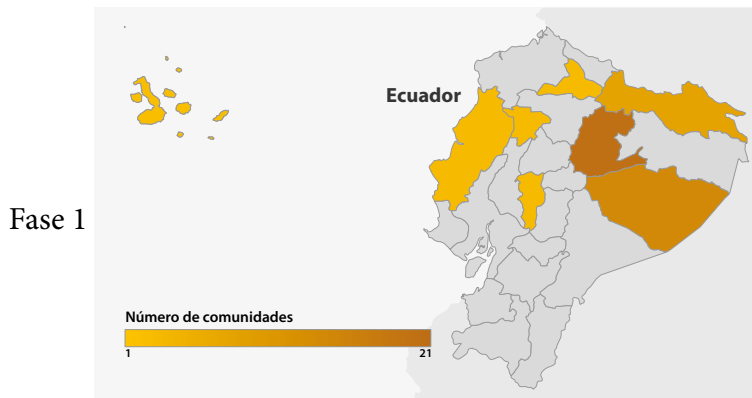 Ecuador
Fase 1
Número de comunidades
1
21